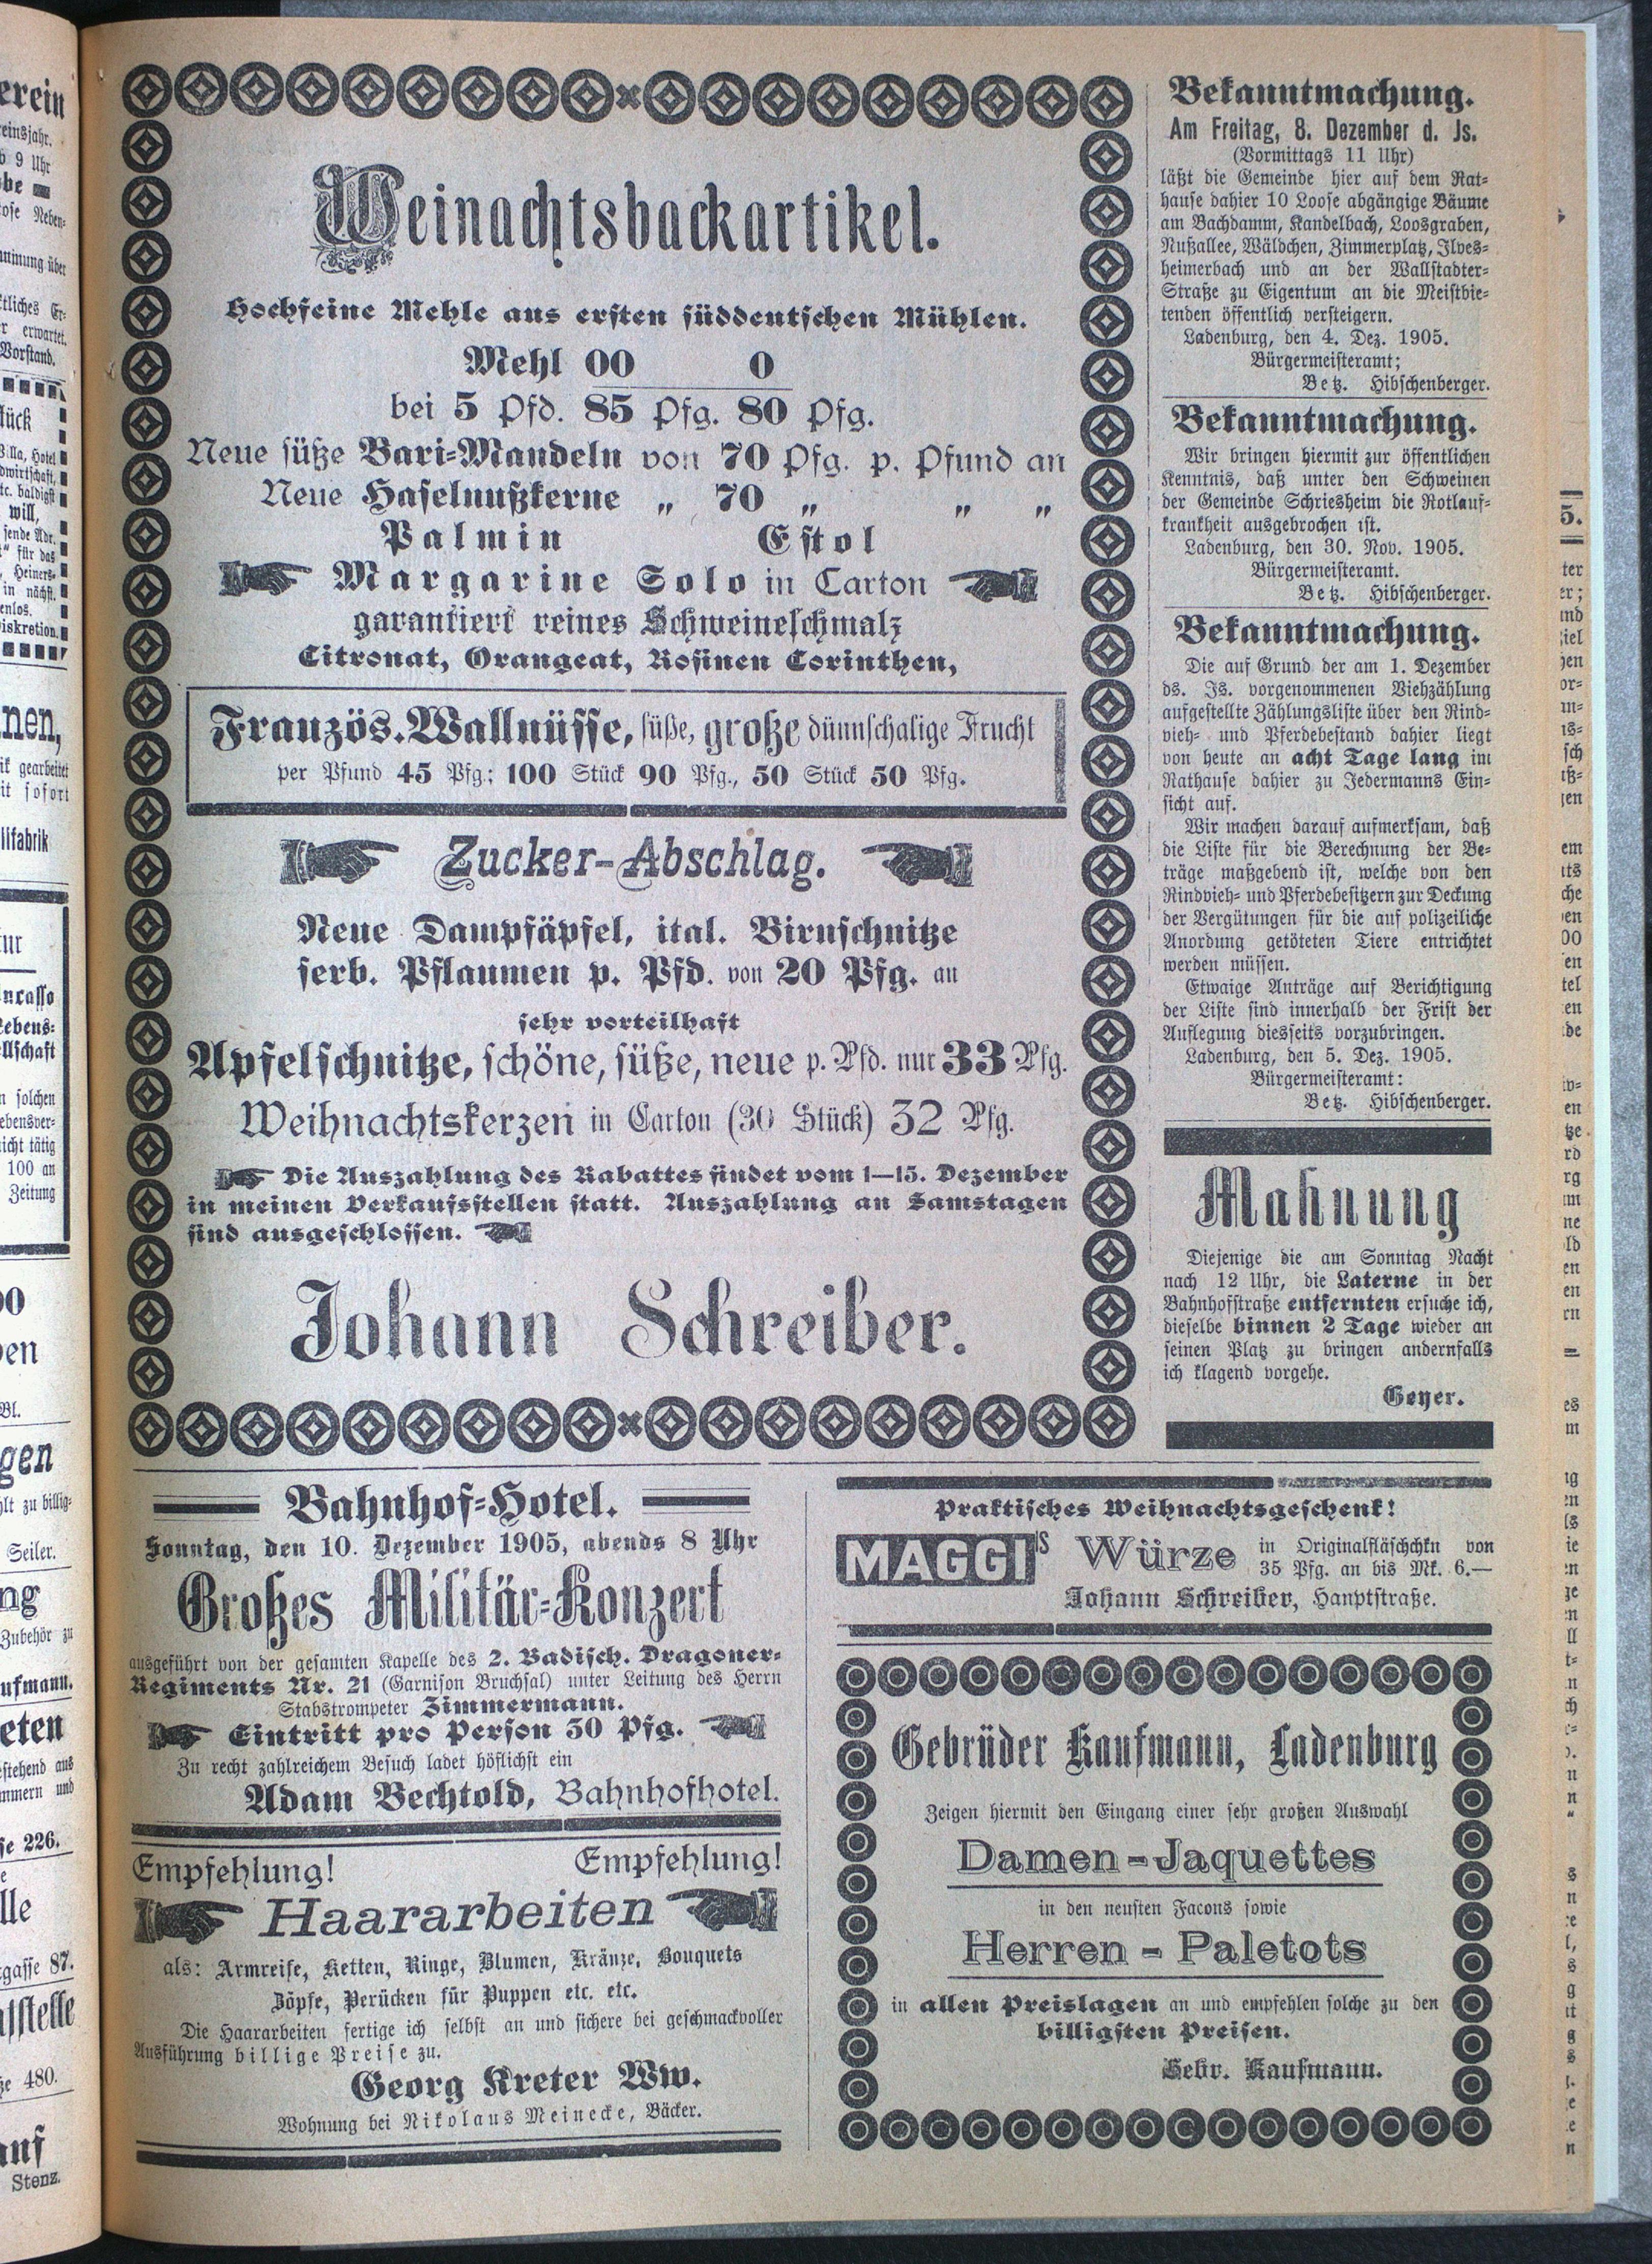 Weinachtsbackartikel.
Hochfeine Mehle aus ersten süddeutschen Mühlen.
Mehl 00 0
bei 5 Pfd. 85 Pfg. 80 Pfg.
Neue süße Bari-Mandeln von 70 Pfg. p. Pfund an
Neue Haselnußkerne „ 70 „ „ „
Palmin Estol
Margarine Solo in Carton
garantiert reines Schweineschmalz
Citronat, Orangeat, Rosinen Corinthen,
Französ. Wallnüsse, süße, große dünnschalige Frucht
per Pfund 45 Pfg.; 100 Stück 90 Pfg., 50 Stück 50 Pfg.
Zucker-Abschlag.
Neue Dampfäpfel, ital. Birnschnitze
serb. Pflaumen p. Pfd. von 20 Pfg. an
sehr vorteilhaft
Apfelschnitze, schöne, süße, neue p. Pfd. nur 33 Pfg.
Weihnachtskerzen in Carton (30 Stück) 32 Pfg.
Die Auszahlung des Rabattes findet vom 1—15. Dezember
in meinen Verkaufsstellen statt. Auszahlung an Samstagen
sind ausgeschlossen.
Johann Schreiber.
Bekanntmachung.
Am Freitag, 8. Dezember d. Js.
(Vormittags 11 Uhr)
läßt die Gemeinde hier auf dem Rat-
hause dahier 10 Loose abgängige Bäume
am Bachdamm, Kandelbach, Loosgraben,
Nußallee, Wäldchen, Zimmerplatz, Ilves-
heimerbach und an der Wallstadter-
Straße zu Eigentum an die Meistbie-
tenden öffentlich versteigern.
Ladenburg, den 4. Dez. 1905.
Bürgermeisteramt;
Betz. Hibschenberger.
Bekanntmachung.
Wir bringen hiermit zur öffentlichen
Kenntnis, daß unter den Schweinen
der Gemeinde Schriesheim die Rotlauf-
krankheit ausgebrochen ist.
Ladenburg, den 30. Nov. 1905.
Bürgermeisteramt.
Betz. Hibschenberger.
Bekanntmachung.
Die auf Grund der am 1. Dezember
ds. Js. vorgenommenen Viehzählung
aufgestellte Zählungsliste über den Rind-
vieh- und Pferdebestand dahier liegt
von heute an acht Tage lang im
Rathause dahier zu Jedermanns Ein-
sicht auf.
Wir machen darauf aufmerksam, daß
die Liste für die Berechnung der Be-
träge maßgebend ist, welche von den
Rindvieh- und Pferdebesitzern zur Deckung
der Vergütungen für die auf polizeiliche
Anordung getöteten Tiere entrichtet
werden müssen.
Etwaige Anträge auf Berichtigung
der Liste sind innerhalb der Frist der
Auflegung diesseits vorzubringen.
Ladenburg, den 5. Dez. 1905.
Bürgermeisteramt:
Betz. Hibschenberger.
Mahnung
Diejenige die am Sonntag Nacht
nach 12 Uhr, die Laterne in der
Bahnhofstraße entfernten ersuche ich,
dieselbe binnen 2 Tage wieder an
seinen Platz zu bringen andernfalls
ich klagend vorgehe.
Geyer.
Bahnhof-Hotel.
Sonntag, den 10. Dezember 1905, abends 8 Uhr
Großes Militär-Konzert
ausgeführt von der gesamten Kapelle des 2. Badisch. Dragoner-
Regiments Nr. 21 (Garnison Bruchsal) unter Leitung des Herrn
Stabstrompeter Zimmermann.
Eintritt pro Person 50 Pfg.
Zu recht zahlreichem Besuch ladet höflichst ein
Adam Bechtold, Bahnhofhotel.
Empfehlung! Empfehlung!
Haararbeiten
als: Armreife, Ketten, Ringe, Blumen, Kränze, Bouquets
Zöpfe, Perücken für Puppen etc. etc.
Die Haararbeiten fertige ich selbst an und sichere bei geschmackvoller
Ausführung billige Preise zu.
Georg Kreter Ww.
Wohnung bei Nikolaus Meinecke, Bäcker.
Praktisches Weihnachtsgeschenk!
MAGGI'S Würze in Originalfläschchkn von
35 Pfg. an bis Mk. 6.—
Johann Schreiber, Hauptstraße.
Gebrüder Kaufmann, Ladenburg
Zeigen hiermit den Eingang einer sehr großen Auswahl
Damen-Jaquettes
in den neusten Facons sowie
Herren-Paletots
in allen Preislagen an und empfehlen solche zu den
billigsten Preisen.
Gebr. Kaufmann.